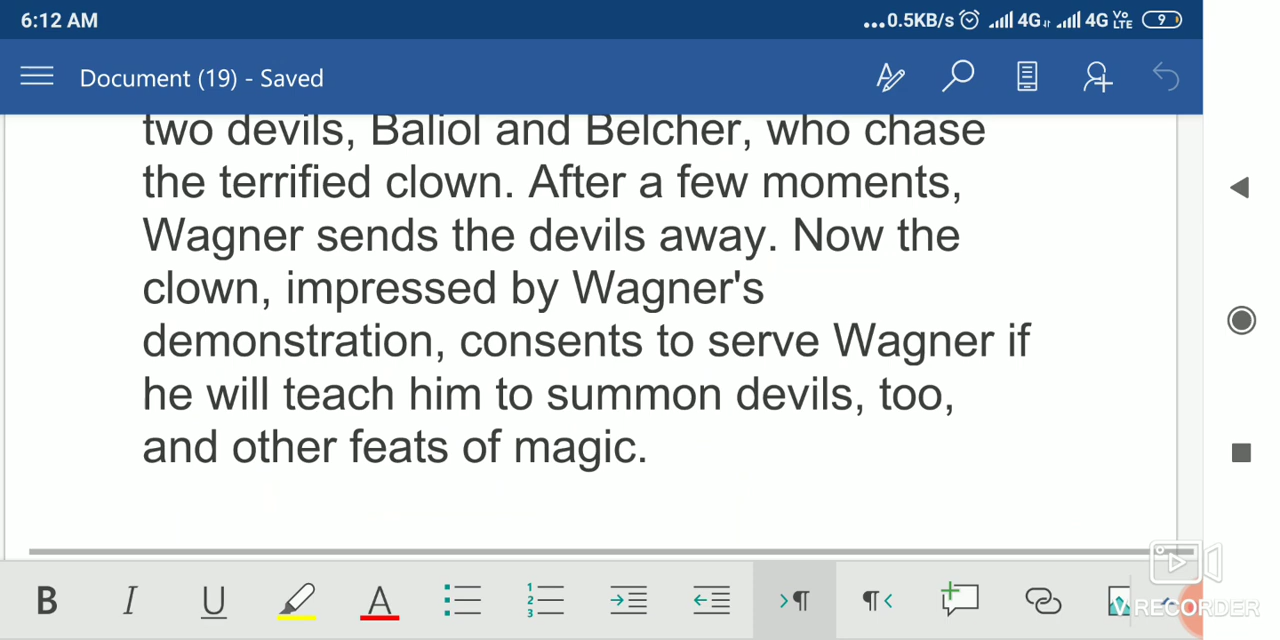 6:12 AM
...0.5KB/s 4G 4G Vo LTE 9
Document (19) - Saved
two devils, Baliol and Belcher, who chase
the terrified clown. After a few moments,
Wagner sends the devils away. Now the
clown, impressed by Wagner's
demonstration, consents to serve Wagner if
he will teach him to summon devils, too,
and other feats of magic.
B I U A 1 2 3
V RECORDER